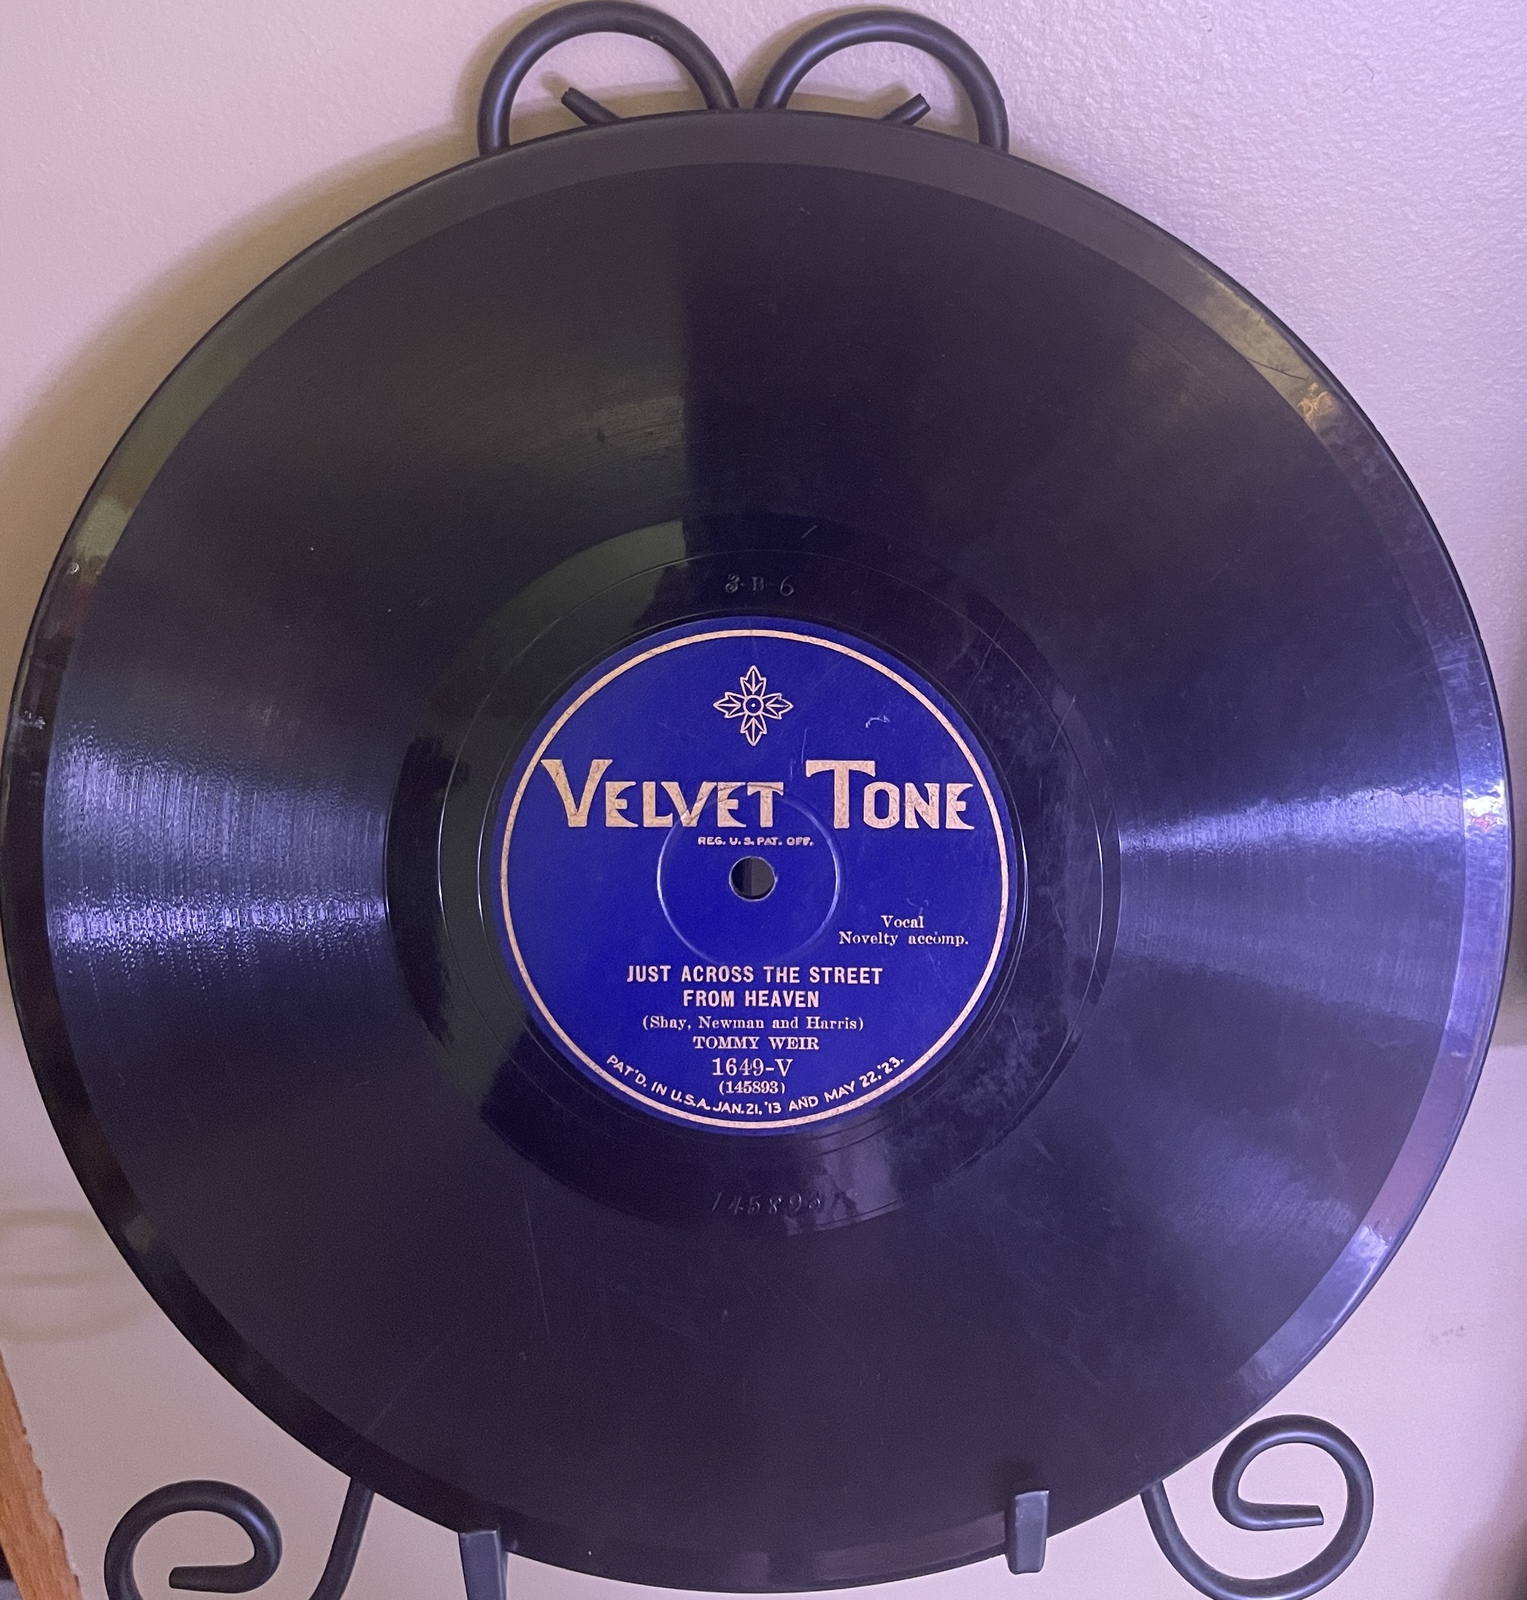 3-B-6
VELVET TONE
REG. U.S. PAT. OFF.
Vocal
Novelty accomp.
JUST ACROSS THE STREET
FROM HEAVEN
(Shay, Newman and Harris)
TOMMY WEIR
1649-V
(145893)
PAT'D. IN U.S.A. JAN. 21, '13 AND MAY 22, '23.
145893